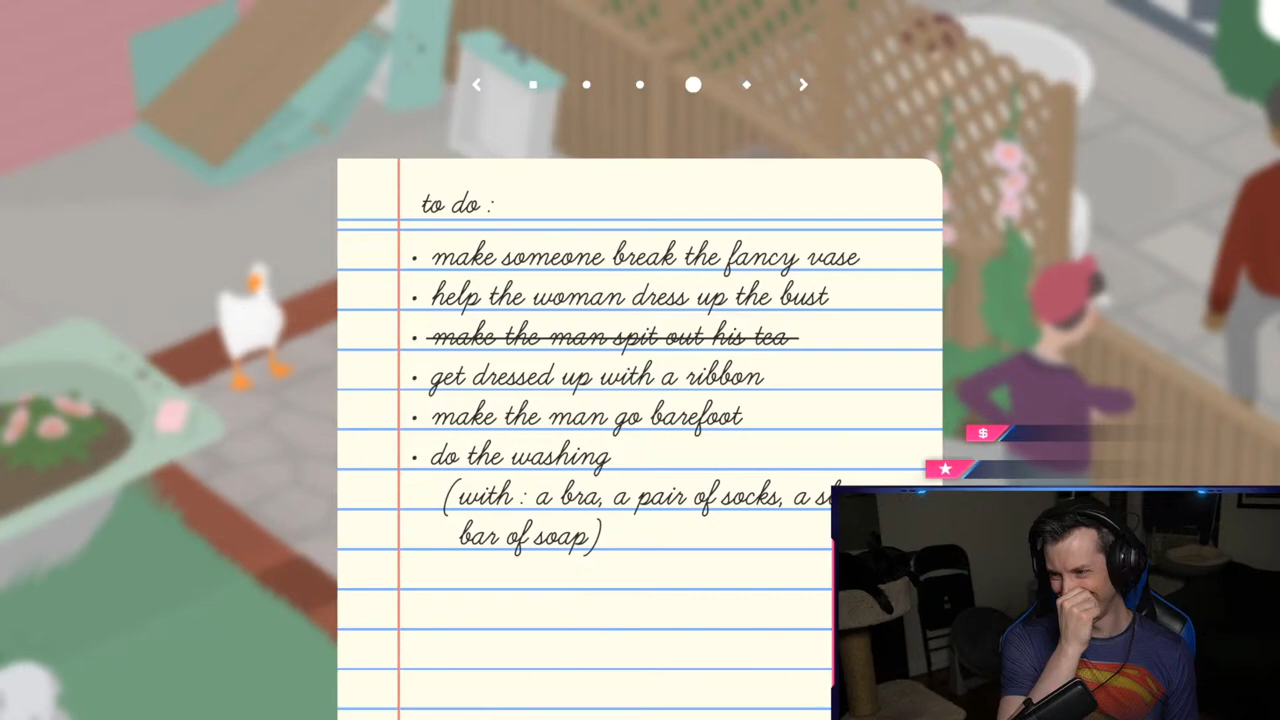 to do :
• make someone break the fancy vase
• help the woman dress up the bust
• make the man spit out his tea
• get dressed up with a ribbon
• make the man go barefoot
• do the washing
(with : a bra, a pair of socks, a
bar of soap)
$